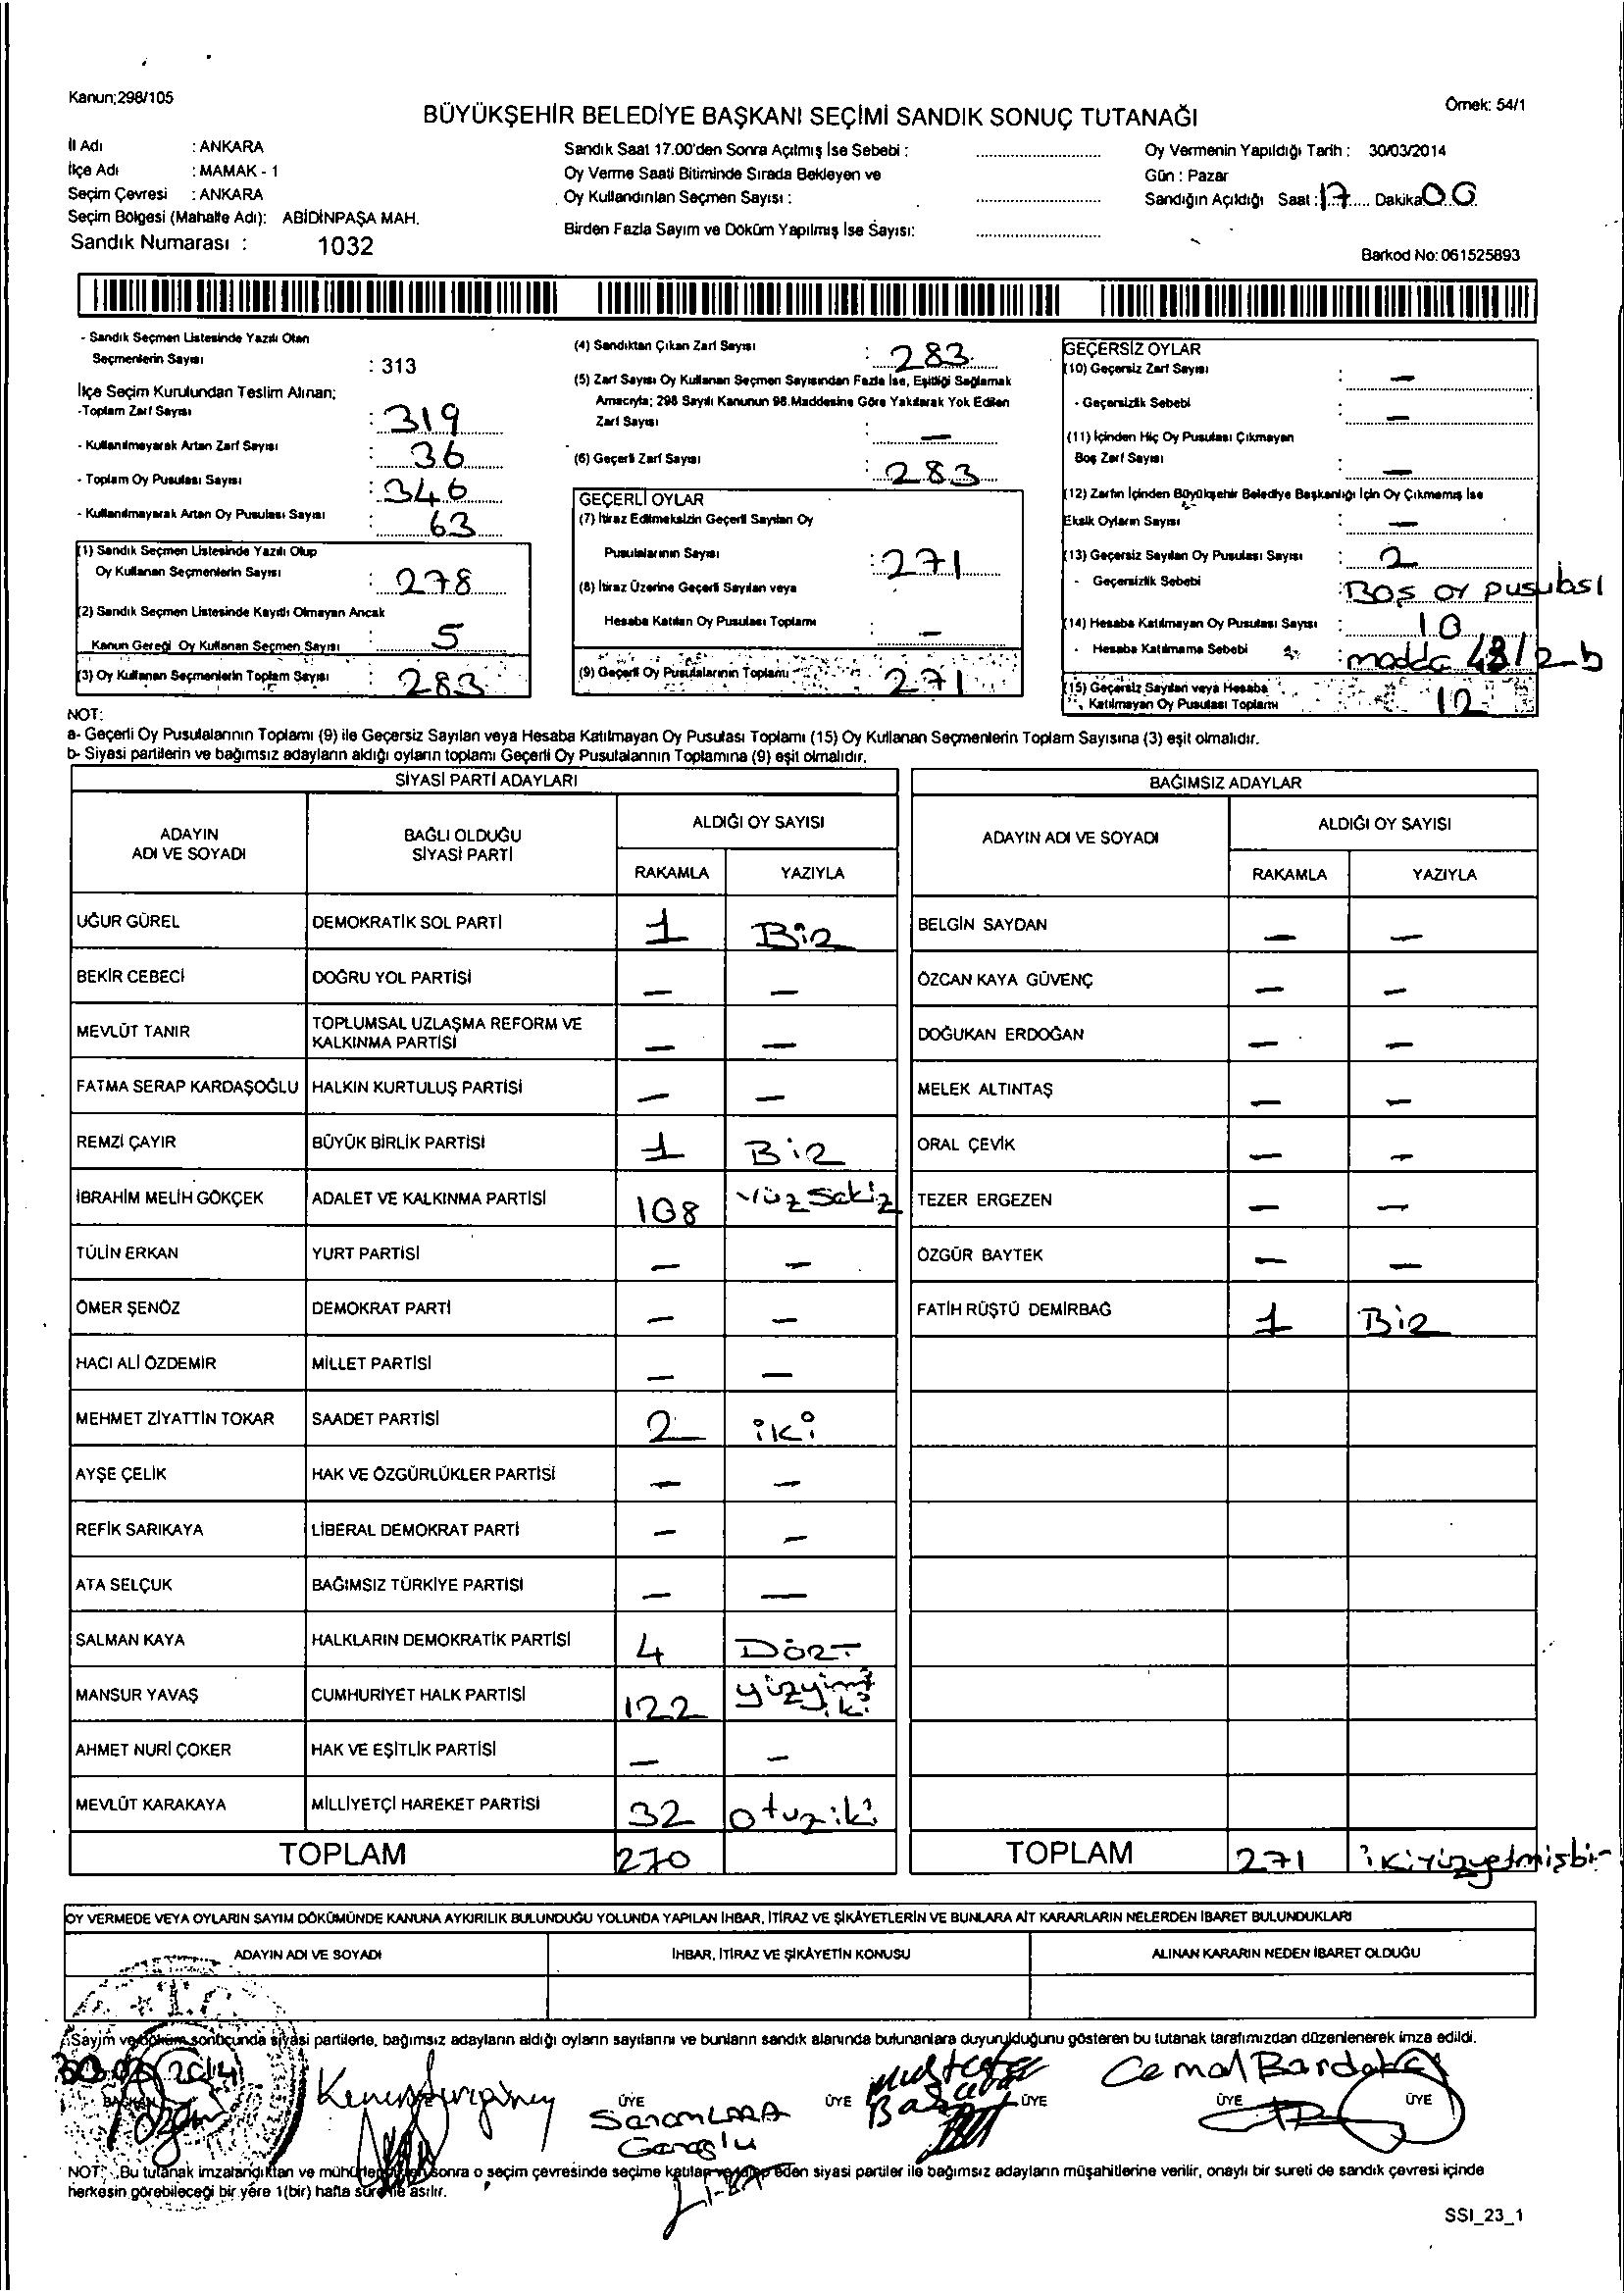 Kanun;298/105
Örnek: 54/1
BÜYÜKŞEHİR BELEDİYE BAŞKANI SEÇİMİ SANDIK SONUÇ TUTANAĞI
İl Adı : ANKARA
İlçe Adı : MAMAK - 1
Seçim Çevresi : ANKARA
Seçim Bölgesi (Mahalle Adı): ABİDİNPAŞA MAH.
Sandık Numarası : 1032
Sandık Saat 17.00'den Sonra Açılmış İse Sebebi :
Oy Verme Saati Bitiminde Sırada Bekleyen ve
Oy Kullandırılan Seçmen Sayısı :
Birden Fazla Sayım ve Döküm Yapılmış İse Sayısı:
Oy Vermenin Yapıldığı Tarih : 30/03/2014
Gün : Pazar
Sandığın Açıldığı Saat : 17 Dakika 00
Barkod No: 061525893
- Sandık Seçmen Listesinde Yazılı Olan
Seçmenlerin Sayısı : 313
İlçe Seçim Kurulundan Teslim Alınan;
-Toplam Zarf Sayısı : 319
- Kullanılmayarak Artan Zarf Sayısı : 36
- Toplam Oy Pusulası Sayısı : 346
- Kullanılmayarak Artan Oy Pusulası Sayısı : 63
(1) Sandık Seçmen Listesinde Yazılı Olup
Oy Kullanan Seçmenlerin Sayısı : 278
(2) Sandık Seçmen Listesinde Kayıtlı Olmayan Ancak
Kanun Gereği Oy Kullanan Seçmen Sayısı : 5
(3) Oy Kullanan Seçmenlerin Toplam Sayısı : 283
(4) Sandıktan Çıkan Zarf Sayısı : 283
(5) Zarf Sayısı Oy Kullanan Seçmen Sayısından Fazla İse, Eşitliği Sağlamak
Amacıyla; 298 Sayılı Kanunun 98.Maddesine Göre Yakılarak Yok Edilen
Zarf Sayısı : —
(6) Geçerli Zarf Sayısı : 283
GEÇERLİ OYLAR
(7) İtiraz Edilmeksizin Geçerli Sayılan Oy
Pusulalarının Sayısı : 271
(8) İtiraz Üzerine Geçerli Sayılan veya
Hesaba Katılan Oy Pusulası Toplamı : —
(9) Geçerli Oy Pusulalarının Toplamı : 271
GEÇERSİZ OYLAR
(10) Geçersiz Zarf Sayısı : —
- Geçersizlik Sebebi : —
(11) İçinden Hiç Oy Pusulası Çıkmayan
Boş Zarf Sayısı : —
(12) Zarfın İçinden Büyükşehir Belediye Başkanlığı İçin Oy Çıkmamış İse
Eksik Oyların Sayısı : —
(13) Geçersiz Sayılan Oy Pusulası Sayısı : 2
- Geçersizlik Sebebi : Boş oy pusulası
(14) Hesaba Katılmayan Oy Pusulası Sayısı : 10
- Hesaba Katılmama Sebebi : madde 48/2-b
(15) Geçersiz Sayılan veya Hesaba
Katılmayan Oy Pusulası Toplamı : 12
NOT:
a- Geçerli Oy Pusulalarının Toplamı (9) ile Geçersiz Sayılan veya Hesaba Katılmayan Oy Pusulası Toplamı (15) Oy Kullanan Seçmenlerin Toplam Sayısına (3) eşit olmalıdır.
b- Siyasi partilerin ve bağımsız adayların aldığı oyların toplamı Geçerli Oy Pusulalarının Toplamına (9) eşit olmalıdır.
SİYASİ PARTİ ADAYLARI
ADAYIN ADI VE SOYADI BAĞLI OLDUĞU SİYASİ PARTİ ALDIĞI OY SAYISI
RAKAMLA YAZIYLA
UĞUR GÜREL DEMOKRATİK SOL PARTİ 1 Bir
BEKİR CEBECİ DOĞRU YOL PARTİSİ — —
MEVLÜT TANIR TOPLUMSAL UZLAŞMA REFORM VE KALKINMA PARTİSİ — —
FATMA SERAP KARDAŞOĞLU HALKIN KURTULUŞ PARTİSİ — —
REMZİ ÇAYIR BÜYÜK BİRLİK PARTİSİ 1 Bir
İBRAHİM MELİH GÖKÇEK ADALET VE KALKINMA PARTİSİ 108 Yüz Sekiz
TÜLİN ERKAN YURT PARTİSİ — —
ÖMER ŞENÖZ DEMOKRAT PARTİ — —
HACI ALİ ÖZDEMİR MİLLET PARTİSİ — —
MEHMET ZİYATTİN TOKAR SAADET PARTİSİ 2 iki
AYŞE ÇELİK HAK VE ÖZGÜRLÜKLER PARTİSİ — —
REFİK SARIKAYA LİBERAL DEMOKRAT PARTİ — —
ATA SELÇUK BAĞIMSIZ TÜRKİYE PARTİSİ — —
SALMAN KAYA HALKLARIN DEMOKRATİK PARTİSİ 4 Dört
MANSUR YAVAŞ CUMHURİYET HALK PARTİSİ 122 yüzyirmi iki
AHMET NURİ ÇOKER HAK VE EŞİTLİK PARTİSİ — —
MEVLÜT KARAKAYA MİLLİYETÇİ HAREKET PARTİSİ 32 otuziki
TOPLAM 270
BAĞIMSIZ ADAYLAR
ADAYIN ADI VE SOYADI ALDIĞI OY SAYISI
RAKAMLA YAZIYLA
BELGİN SAYDAN — —
ÖZCAN KAYA GÜVENÇ — —
DOĞUKAN ERDOĞAN — —
MELEK ALTINTAŞ — —
ORAL ÇEVİK — —
TEZER ERGEZEN — —
ÖZGÜR BAYTEK — —
FATİH RÜŞTÜ DEMİRBAĞ 1 Bir
TOPLAM 271 ikiyüzyetmişbir
OY VERMEDE VEYA OYLARIN SAYIM DÖKÜMÜNDE KANUNA AYKIRILIK BULUNDUĞU YOLUNDA YAPILAN İHBAR, İTİRAZ VE ŞİKÂYETLERİN VE BUNLARA AİT KARARLARIN NELERDEN İBARET BULUNDUKLARI
ADAYIN ADI VE SOYADI İHBAR, İTİRAZ VE ŞİKÂYETİN KONUSU ALINAN KARARIN NEDEN İBARET OLDUĞU
T.C.
Sayım ve döküm sonucunda siyasi partilerle, bağımsız adayların aldığı oyların sayılarını ve bunların sandık alanında bulunanlara duyurulduğunu gösteren bu tutanak tarafımızdan düzenlenerek imza edildi.
30.03.2014
Mustafa
Cemal Bardakçı
BAŞKAN ÜYE ÜYE ÜYE ÜYE ÜYE
NOT: Bu tutanak imzalandıktan ve mühürlendikten sonra o seçim çevresinde seçime katılan eden siyasi partiler ile bağımsız adayların müşahitlerine verilir, onaylı bir sureti de sandık çevresi içinde
herkesin görebileceği bir yere 1(bir) hafta süre ile asılır.
SSI_23_1